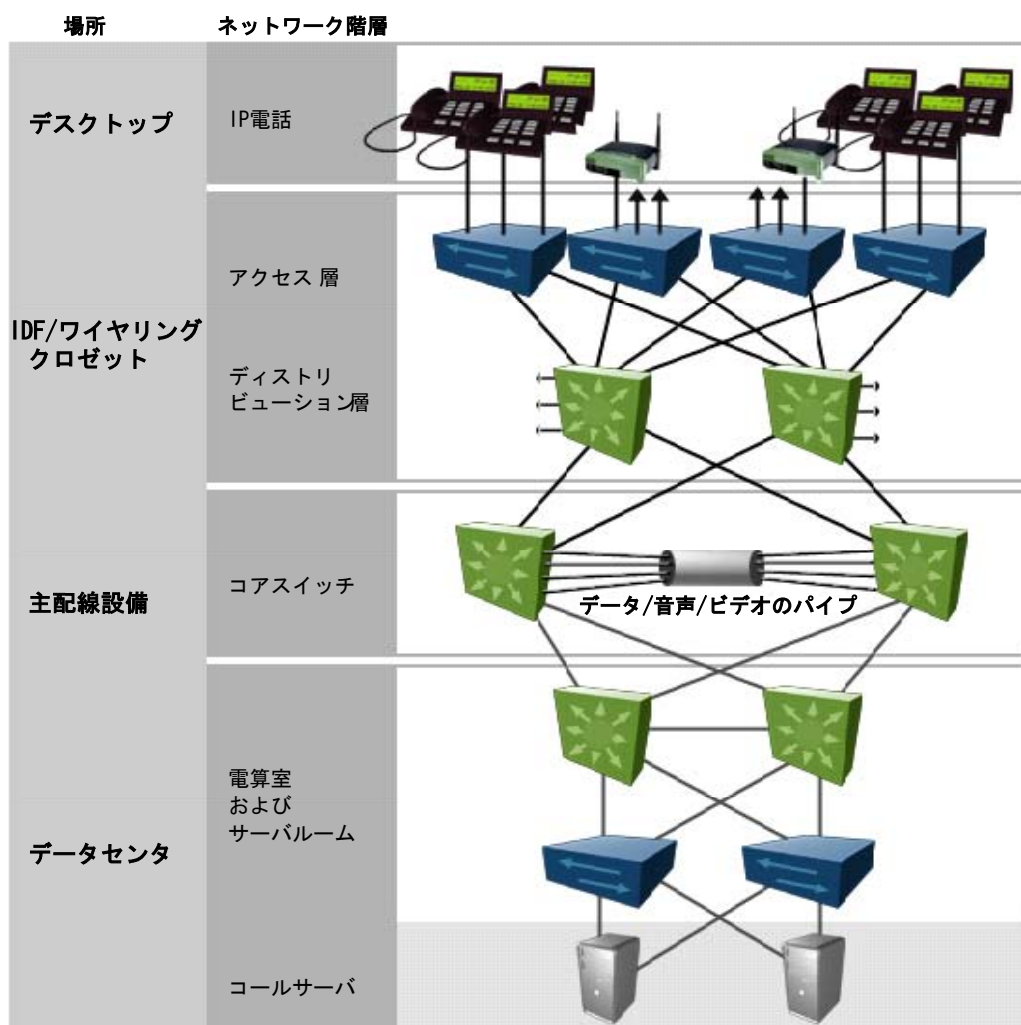 場所
ネットワーク階層
デスクトップ
IP電話
アクセス 層
IDF/ワイヤリング
クロゼット
ディストリ
ビューション層
主配線設備
コアスイッチ
データ/音声/ビデオのパイプ
電算室
および
サーバルーム
データセンタ
コールサーバ